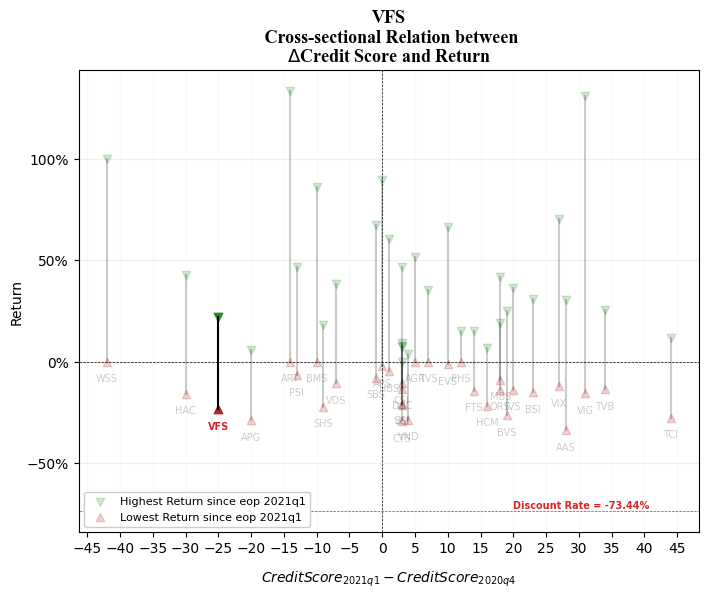 VFS
Cross-sectional Relation between
ΔCredit Score and Return
Return
100%
50%
0%
−50%
WSS
HAC
VFS
APG
PSI
BMS
SHS
VDS
AGR
TVS
EVS
PHS
FTS
HCM
BVS
BSI
VIX
AAS
VIG
TVB
TCI
VND
Discount Rate = -73.44%
Highest Return since eop 2021q1
Lowest Return since eop 2021q1
−45 −40 −35 −30 −25 −20 −15 −10 −5 0 5 10 15 20 25 30 35 40 45
CreditScore2021q1 − CreditScore2020q4